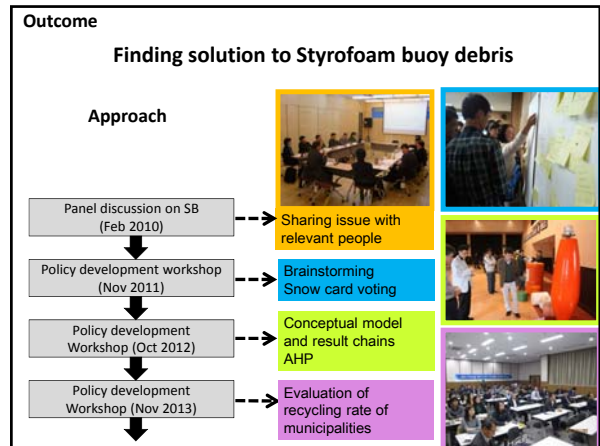 Outcome
Finding solution to Styrofoam buoy debris
Approach
Panel discussion on SB
(Feb 2010)
Sharing issue with
relevant people
Policy development workshop
(Nov 2011)
Brainstorming
Snow card voting
Policy development
Workshop (Oct 2012)
Conceptual model
and result chains
AHP
Policy development
Workshop (Nov 2013)
Evaluation of
recycling rate of
municipalities